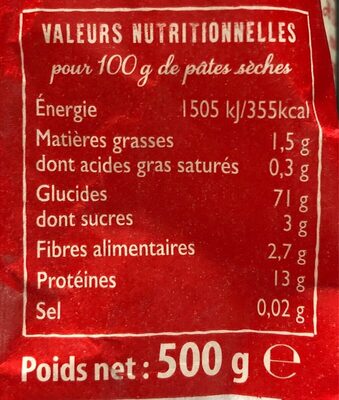 VALEURS NUTRITIONNELLES
pour 100 g de pâtes sèches
Énergie 1505 kJ/355kcal
Matières grasses 1,5 g
dont acides gras saturés 0,3 g
Glucides 71 g
dont sucres 3 g
Fibres alimentaires 2,7 g
Protéines 13 g
Sel 0,02 g
Poids net : 500 g ℮